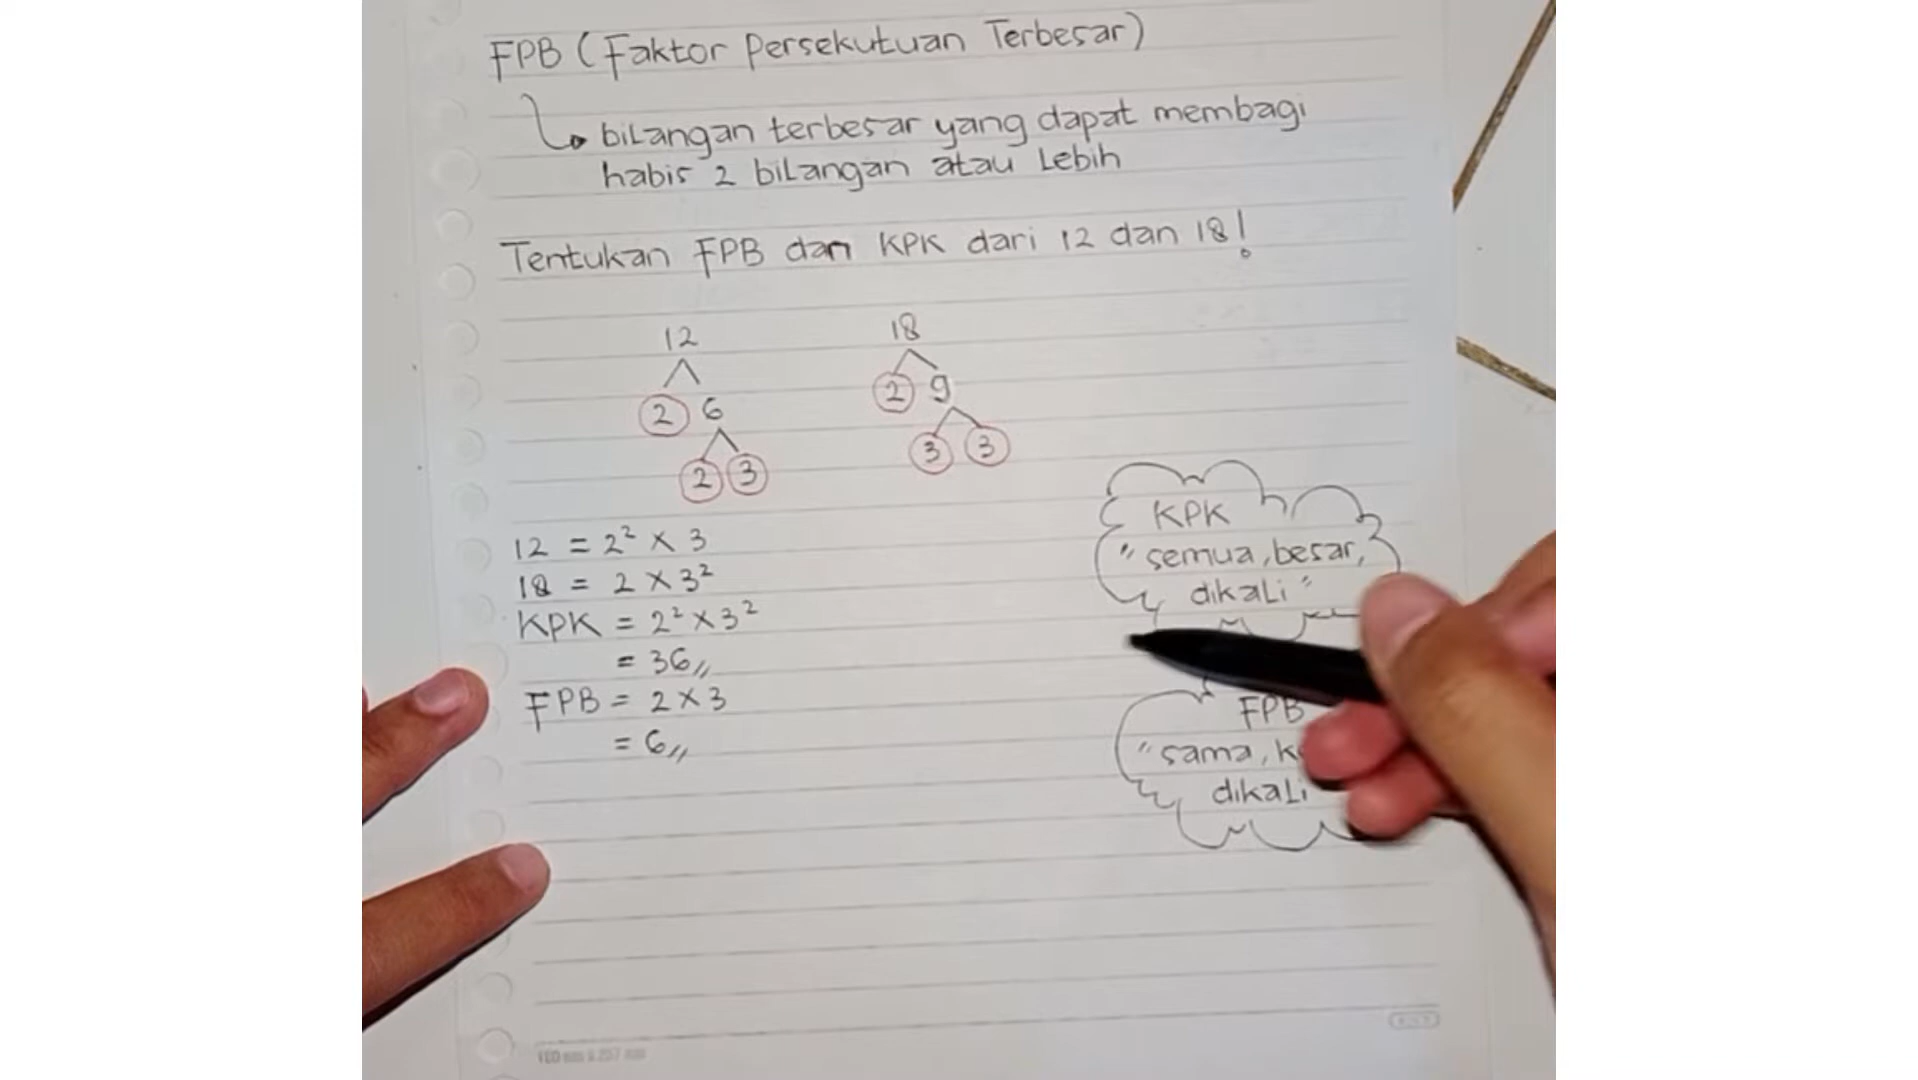 FPB (Faktor Persekutuan Terbesar)
bilangan terbesar yang dapat membagi
habis 2 bilangan atau Lebih
Tentukan FPB dan KPK dari 12 dan 18!
12 18
2 6 2 9
2 3 3 3
12 = 2² × 3
18 = 2 × 3²
KPK = 2² × 3²
= 36,,
FPB = 2 × 3
= 6,,
KPK
"semua, besar,
dikali"
FPB
"sama,
dikali